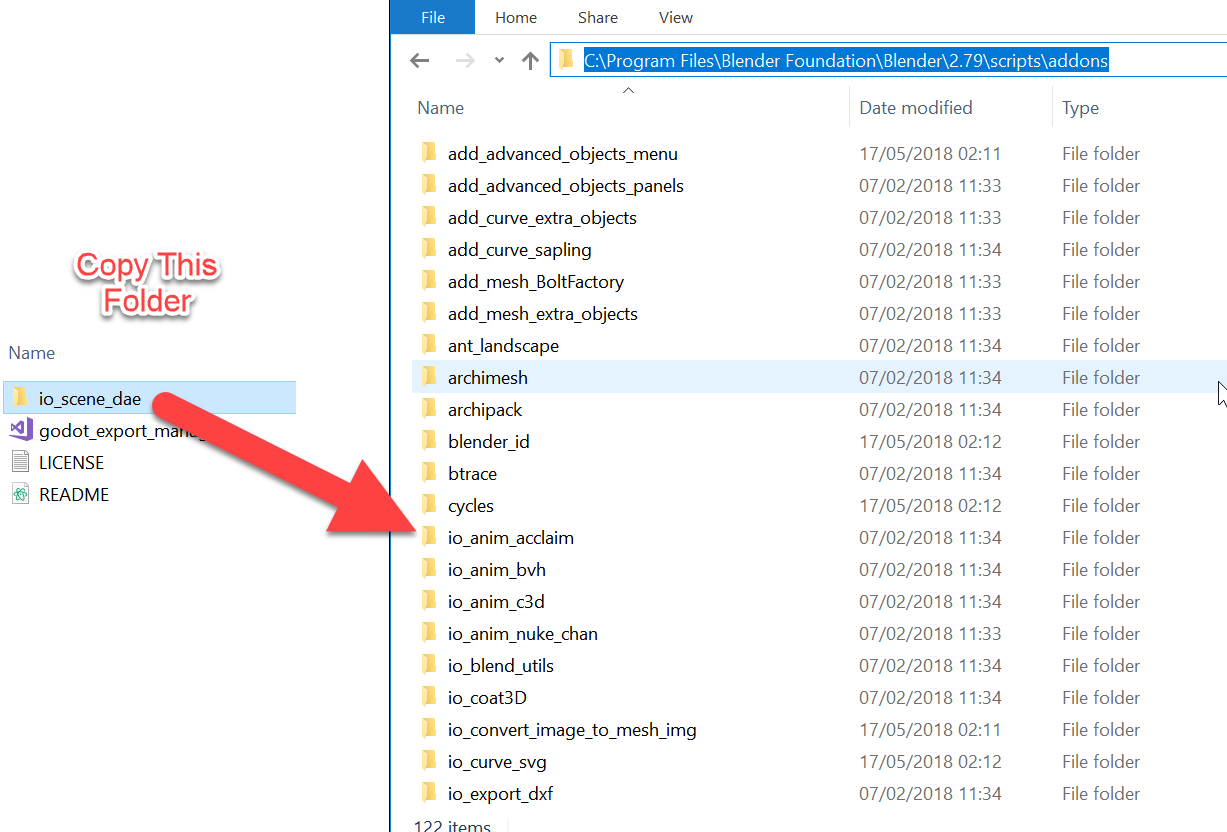 File Home Share View
C:\Program Files\Blender Foundation\Blender\2.79\scripts\addons
Name Date modified Type
add_advanced_objects_menu 17/05/2018 02:11 File folder
add_advanced_objects_panels 07/02/2018 11:33 File folder
add_curve_extra_objects 07/02/2018 11:33 File folder
add_curve_sapling 07/02/2018 11:34 File folder
add_mesh_BoltFactory 07/02/2018 11:33 File folder
add_mesh_extra_objects 07/02/2018 11:33 File folder
ant_landscape 07/02/2018 11:34 File folder
archimesh 07/02/2018 11:34 File folder
archipack 07/02/2018 11:34 File folder
blender_id 17/05/2018 02:12 File folder
btrace 07/02/2018 11:34 File folder
cycles 17/05/2018 02:12 File folder
io_anim_acclaim 07/02/2018 11:34 File folder
io_anim_bvh 07/02/2018 11:34 File folder
io_anim_c3d 07/02/2018 11:34 File folder
io_anim_nuke_chan 07/02/2018 11:33 File folder
io_blend_utils 07/02/2018 11:34 File folder
io_coat3D 07/02/2018 11:34 File folder
io_convert_image_to_mesh_img 17/05/2018 02:11 File folder
io_curve_svg 17/05/2018 02:12 File folder
io_export_dxf 07/02/2018 11:34 File folder
122 items
Copy This
Folder
Name
io_scene_dae
LICENSE
README